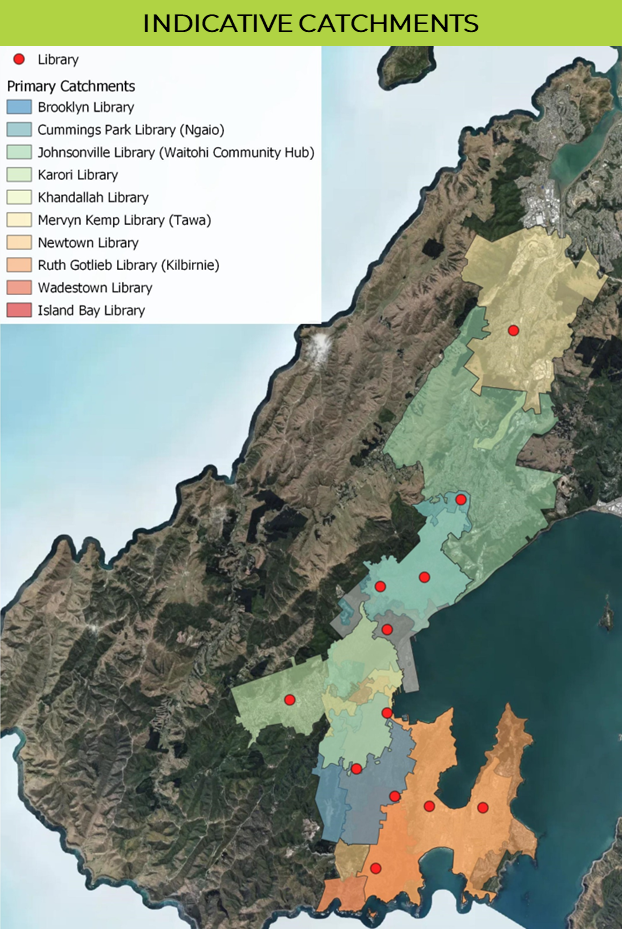 INDICATIVE CATCHMENTS
Library
Primary Catchments
Brooklyn Library
Cummings Park Library (Ngaio)
Johnsonville Library (Waitohi Community Hub)
Karori Library
Khandallah Library
Mervyn Kemp Library (Tawa)
Newtown Library
Ruth Gotlieb Library (Kilbirnie)
Wadestown Library
Island Bay Library